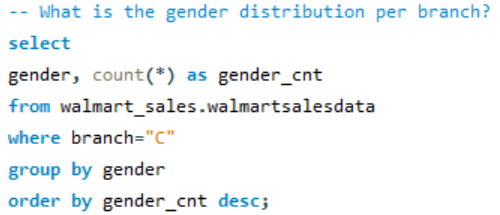 -- What is the gender distribution per branch?
select
gender, count(*) as gender_cnt
from walmart_sales.walmartsalesdata
where branch="C"
group by gender
order by gender_cnt desc;